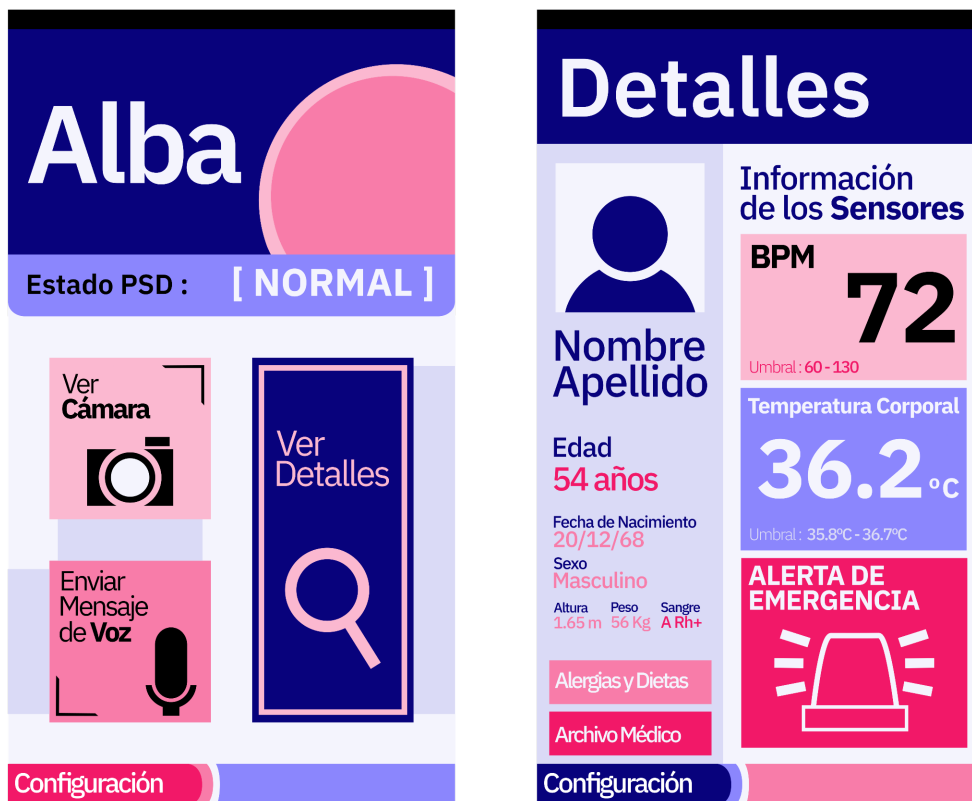 Alba
Estado PSD : [ NORMAL ]
Ver
Cámara
Ver
Detalles
Enviar
Mensaje
de Voz
Configuración
Detalles
Nombre
Apellido
Edad
54 años
Fecha de Nacimiento
20/12/68
Sexo
Masculino
Altura Peso Sangre
1.65 m 56 Kg A Rh+
Alergias y Dietas
Archivo Médico
Información
de los Sensores
BPM
72
Umbral : 60 - 130
Temperatura Corporal
36.2 ºC
Umbral : 35.8ºC - 36.7ºC
ALERTA DE
EMERGENCIA
Configuración